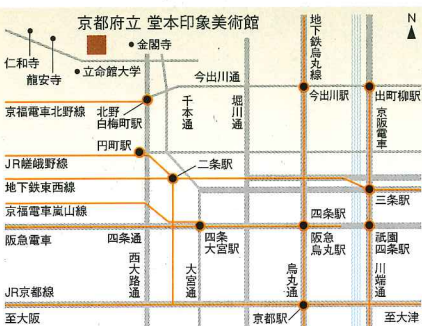 京都府立 堂本印象美術館
N
仁和寺
龍安寺
金閣寺
立命館大学
地下鉄烏丸線
今出川通
京福電車北野線
北野
白梅町駅
千本通
堀川通
今出川駅
出町柳駅
京阪電車
円町駅
JR嵯峨野線
二条駅
地下鉄東西線
三条駅
京福電車嵐山線
阪急電車
四条通
四条
大宮駅
四条駅
阪急
烏丸駅
祇園
四条駅
西大路通
大宮通
烏丸通
川端通
JR京都線
至大阪
京都駅
至大津